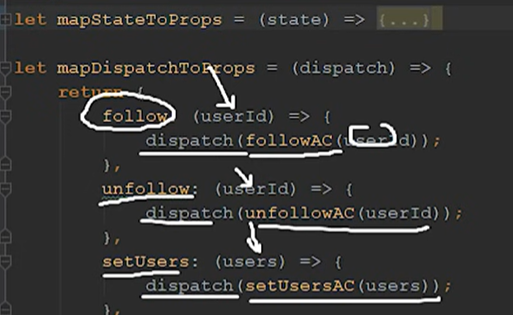 let mapStateToProps = (state) => {...}
let mapDispatchToProps = (dispatch) => {
return {
follow: (userId) => {
dispatch(followAC(userId));
},
unfollow: (userId) => {
dispatch(unfollowAC(userId));
},
setUsers: (users) => {
dispatch(setUsersAC(users));
},